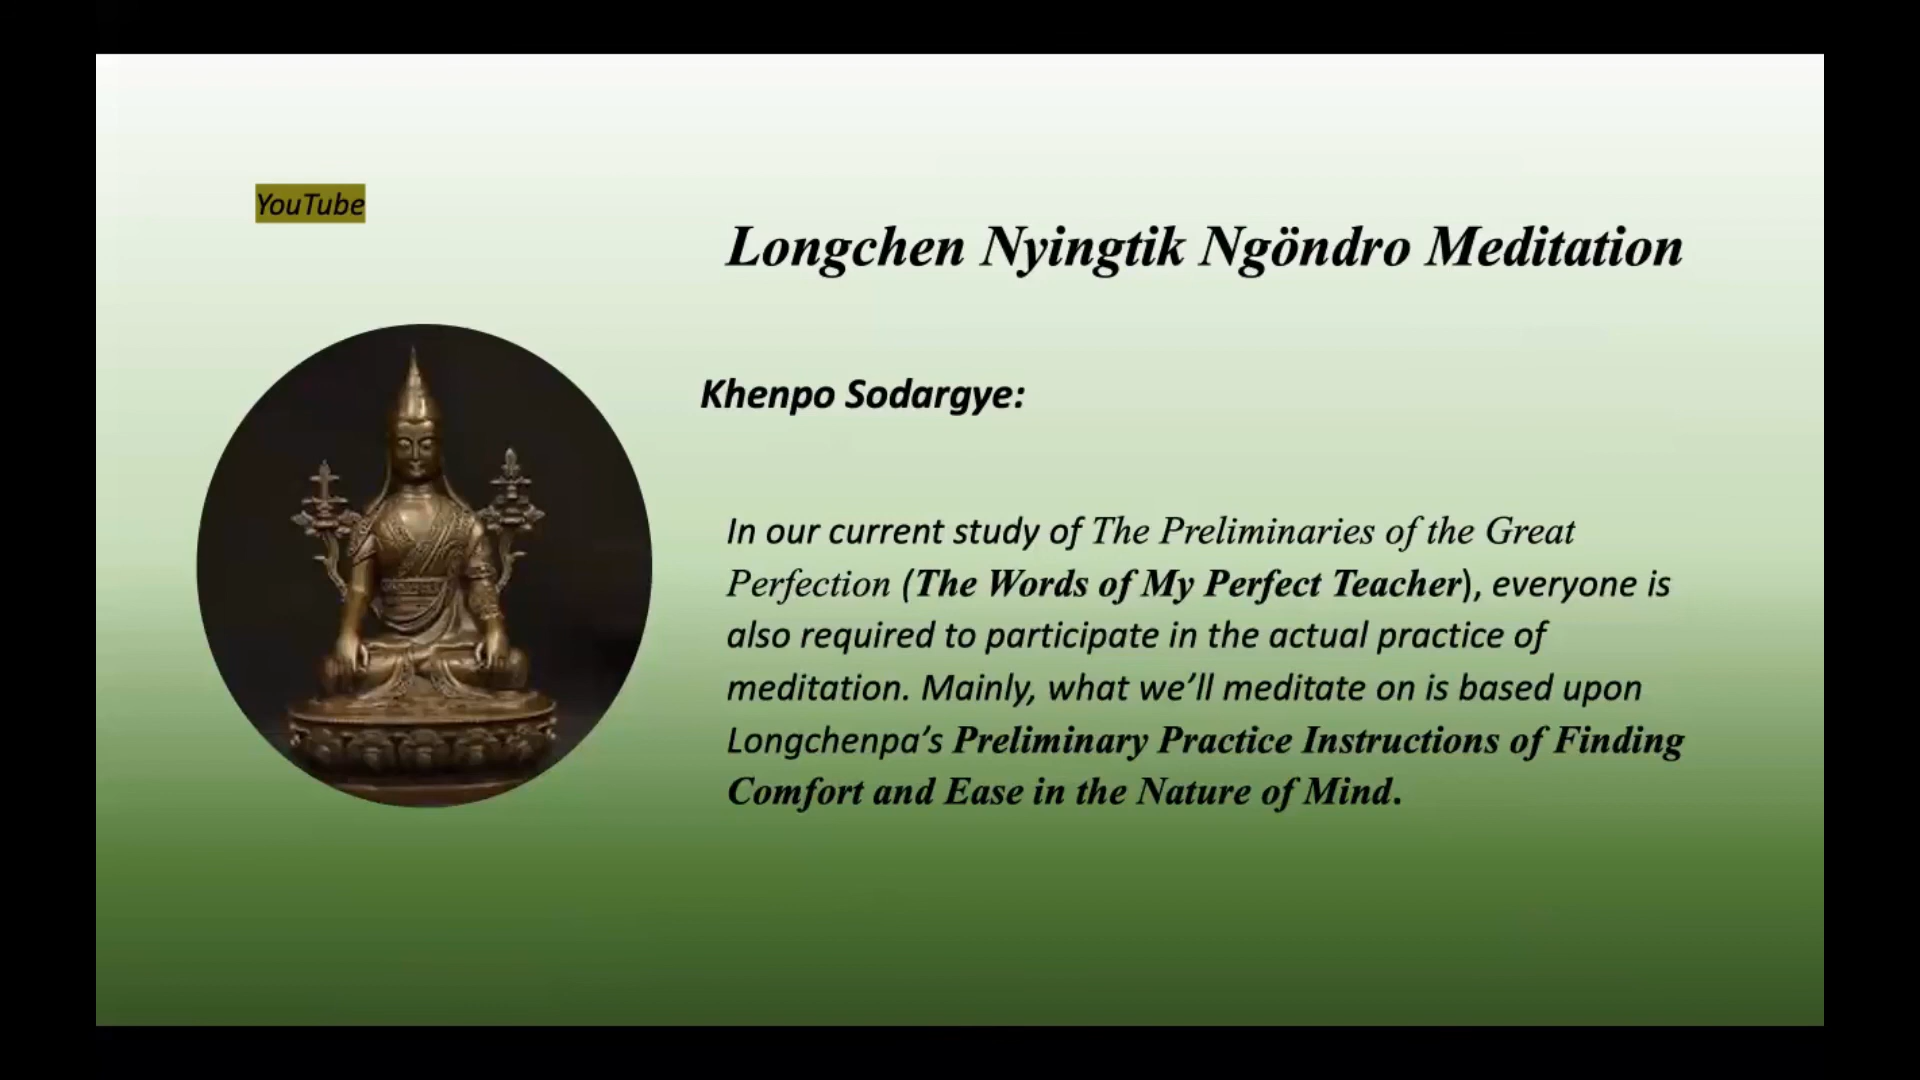 YouTube
Longchen Nyingtik Ngöndro Meditation
Khenpo Sodargye:
In our current study of The Preliminaries of the Great
Perfection (The Words of My Perfect Teacher), everyone is
also required to participate in the actual practice of
meditation. Mainly, what we’ll meditate on is based upon
Longchenpa’s Preliminary Practice Instructions of Finding
Comfort and Ease in the Nature of Mind.